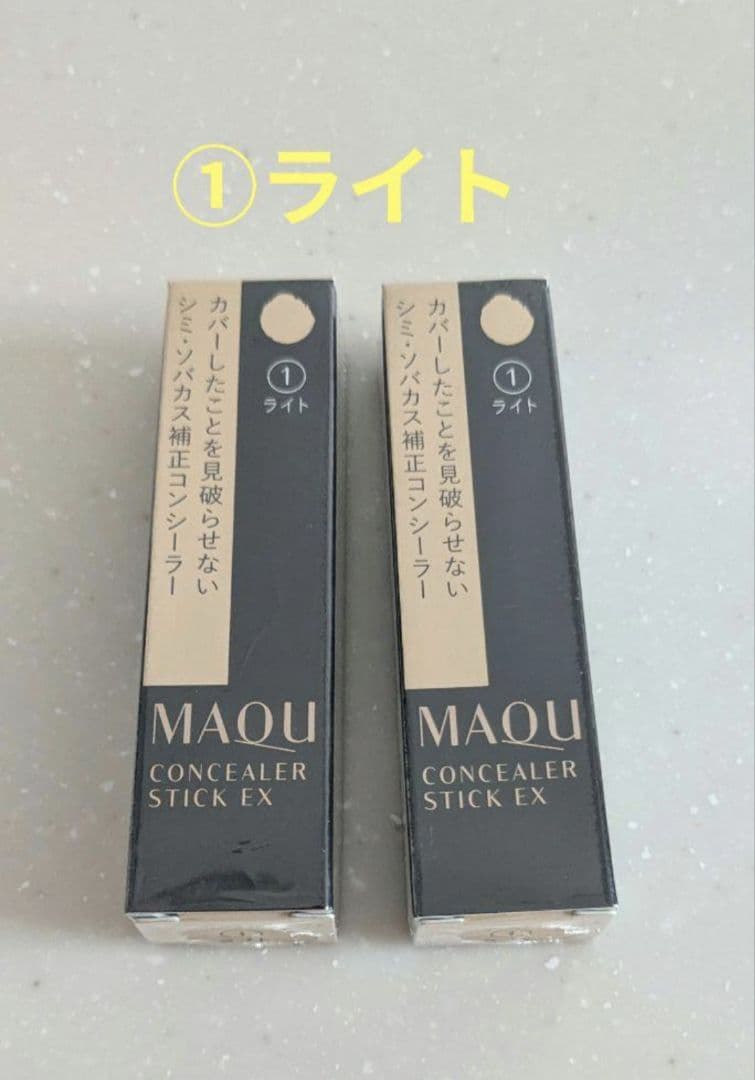 ①ライト
①
ライト
カバーしたことを見破らせない
シミ・ソバカス補正コンシーラー
MAQU
CONCEALER
STICK EX
①
ライト
カバーしたことを見破らせない
シミ・ソバカス補正コンシーラー
MAQU
CONCEALER
STICK EX